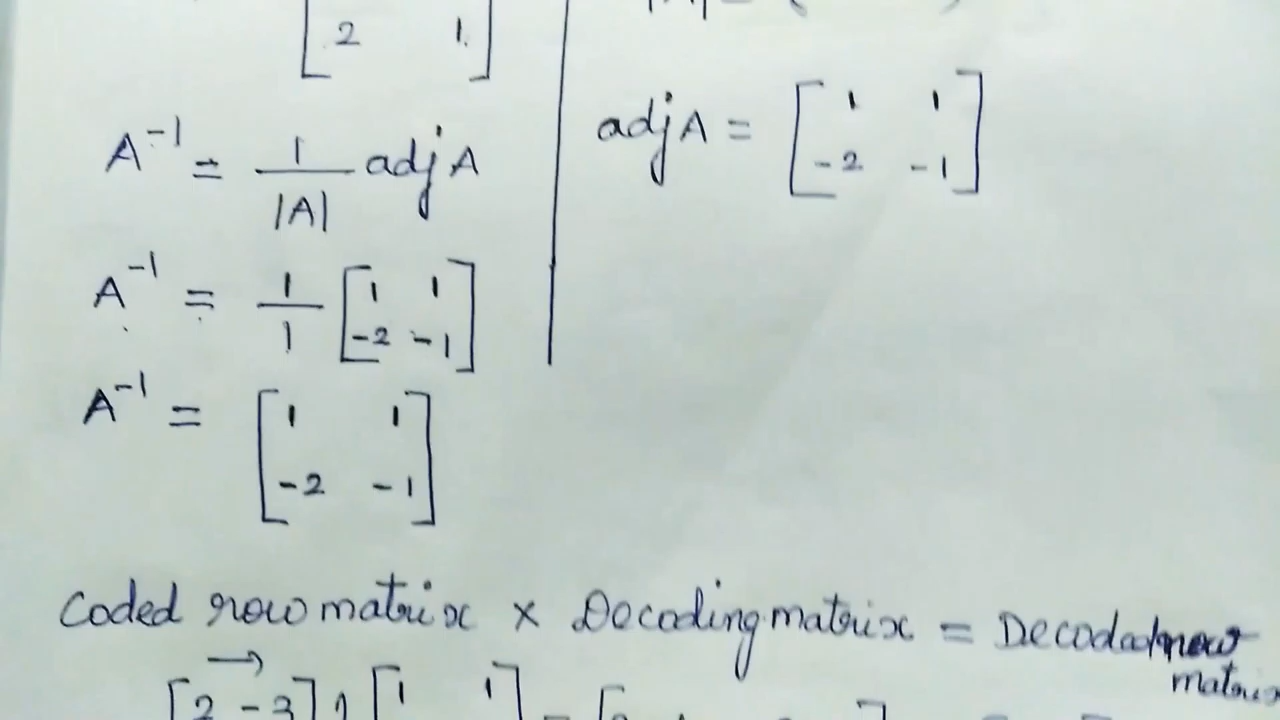 2 1
A⁻¹ = 1/|A| adj A
A⁻¹ = 1/1 [1 1
-2 -1]
A⁻¹ = [1 1
-2 -1]
adj A = [1 1
-2 -1]
Coded row matrix × Decoding matrix = Decoded row
matrix
[2 -3] [1 1] = [